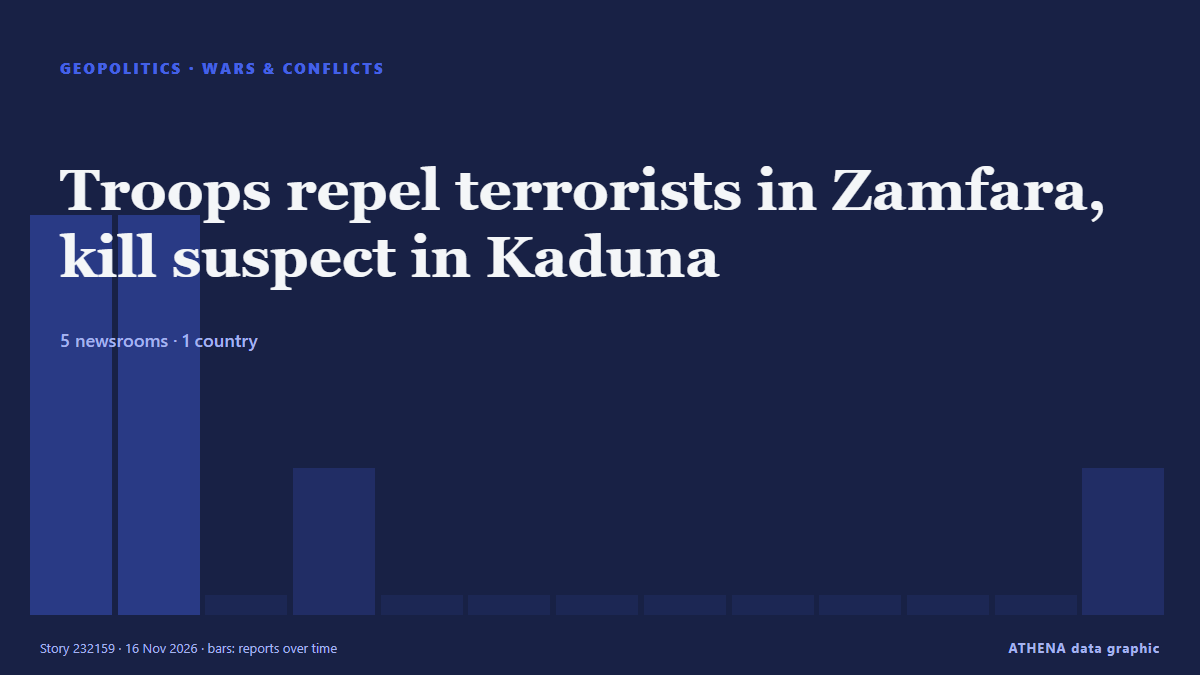 GEOPOLITICS · WARS & CONFLICTS
Troops repel terrorists in Zamfara,
kill suspect in Kaduna
5 newsrooms · 1 country
Story 232159 · 16 Nov 2026 · bars: reports over time
ATHENA data graphic